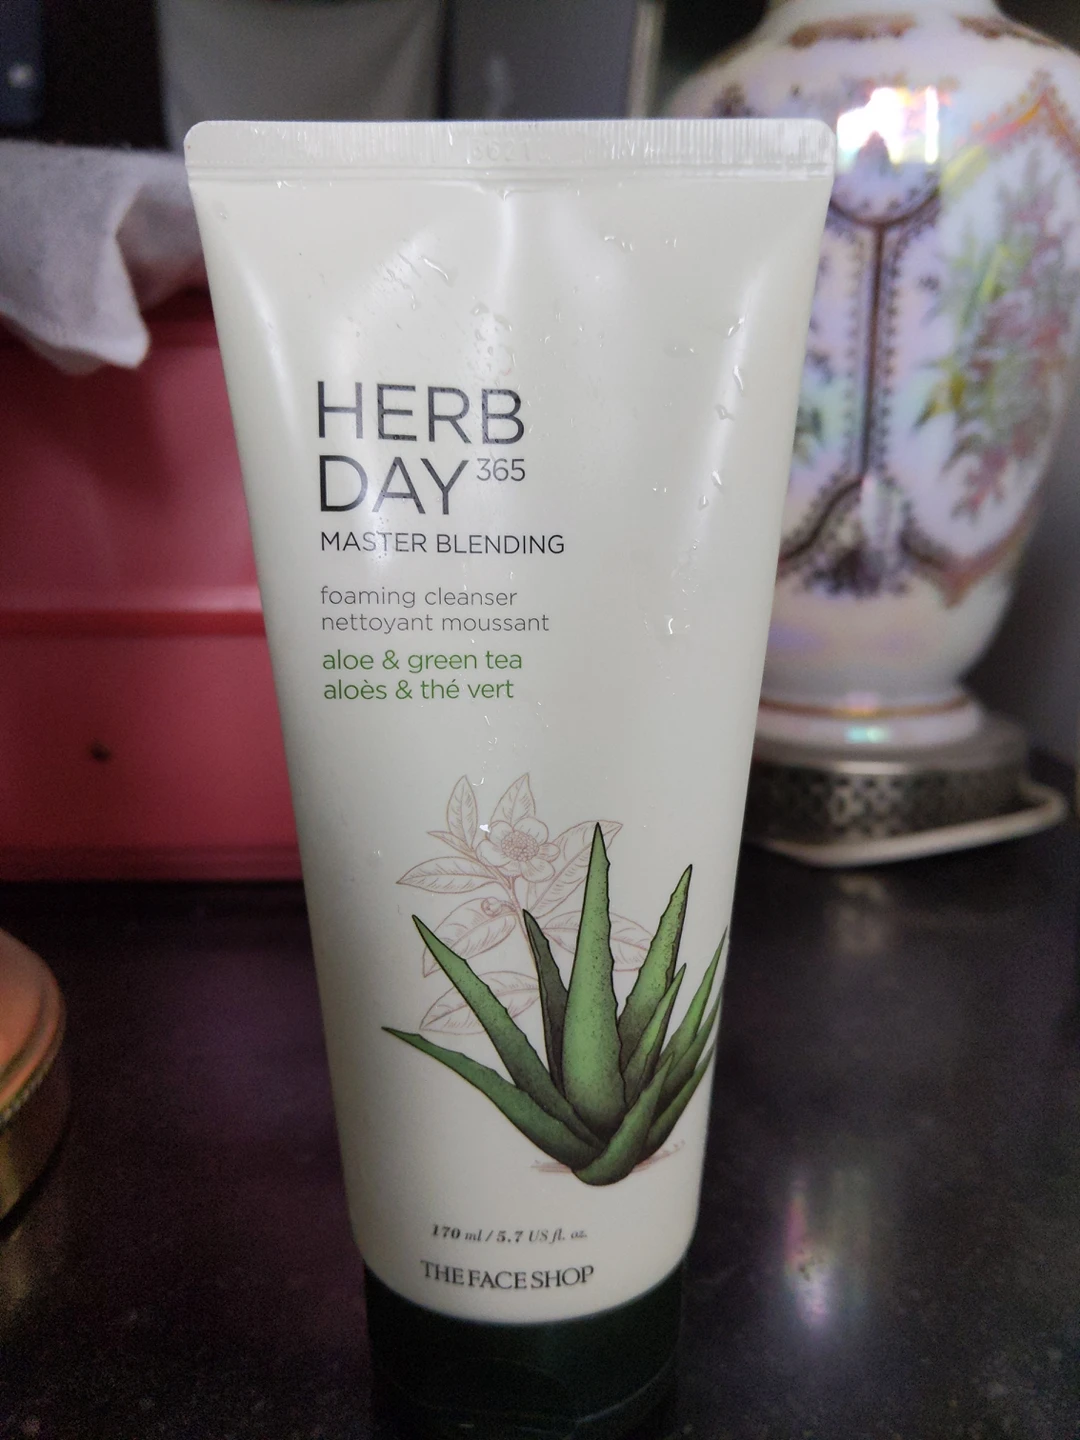 HERB
DAY 365
MASTER BLENDING
foaming cleanser
nettoyant moussant
aloe & green tea
aloès & thé vert
170 ml / 5.7 US fl. oz.
THE FACE SHOP